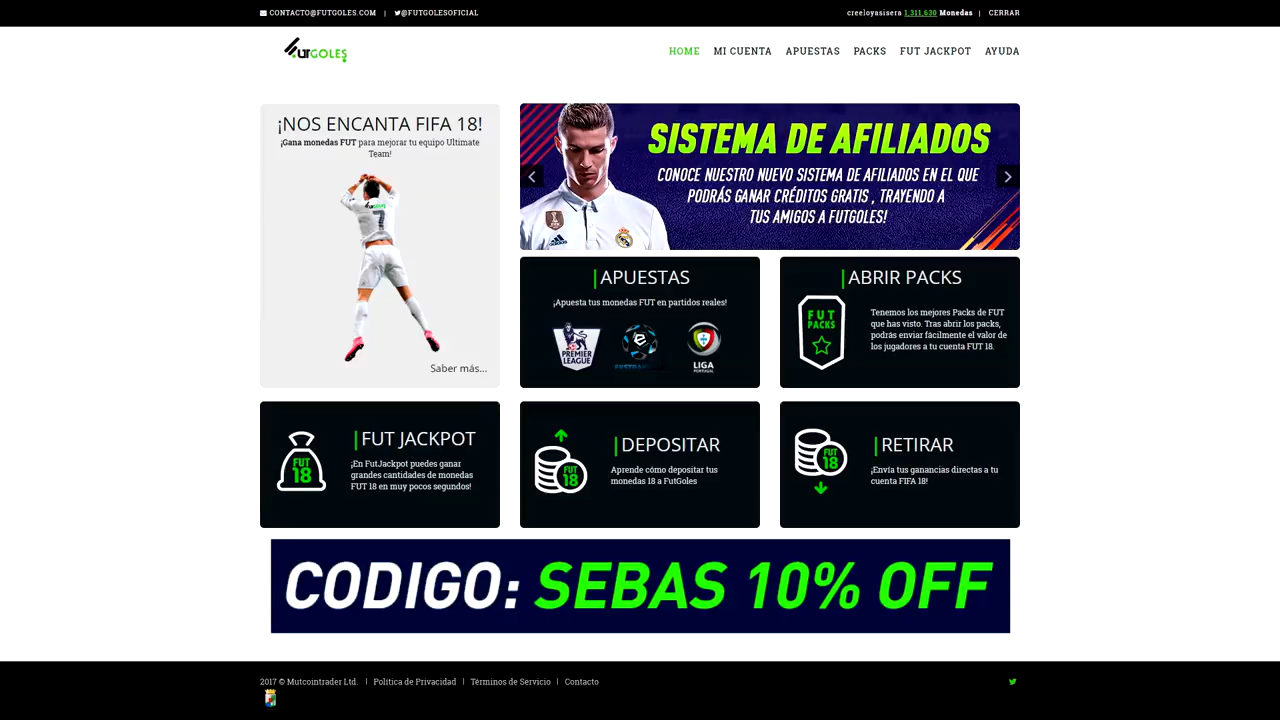 CONTACTO@FUTGOLES.COM | @FUTGOLESOFICIAL
creeloyasisera 1,311,630 Monedas | CERRAR
FUTGOLES
HOME MI CUENTA APUESTAS PACKS FUT JACKPOT AYUDA
¡NOS ENCANTA FIFA 18!
¡Gana monedas FUT para mejorar tu equipo Ultimate
Team!
7
Saber más...
SISTEMA DE AFILIADOS
CONOCE NUESTRO NUEVO SISTEMA DE AFILIADOS EN EL QUE
PODRÁS GANAR CRÉDITOS GRATIS , TRAYENDO A
TUS AMIGOS A FUTGOLES!
|APUESTAS
¡Apuesta tus monedas FUT en partidos reales!
PREMIER
LEAGUE
LIGA
PORTUGAL
|ABRIR PACKS
FUT
PACKS
Tenemos los mejores Packs de FUT
que has visto. Tras abrir los packs,
podrás enviar fácilmente el valor de
los jugadores a tu cuenta FUT 18.
|FUT JACKPOT
FUT
18
¡En FutJackpot puedes ganar
grandes cantidades de monedas
FUT 18 en muy pocos segundos!
|DEPOSITAR
FUT
18
Aprende cómo depositar tus
monedas 18 a FutGoles
|RETIRAR
FUT
18
¡Envía tus ganancias directas a tu
cuenta FIFA 18!
CODIGO: SEBAS 10% OFF
2017 © Mutcointrader Ltd. | Política de Privacidad | Términos de Servicio | Contacto